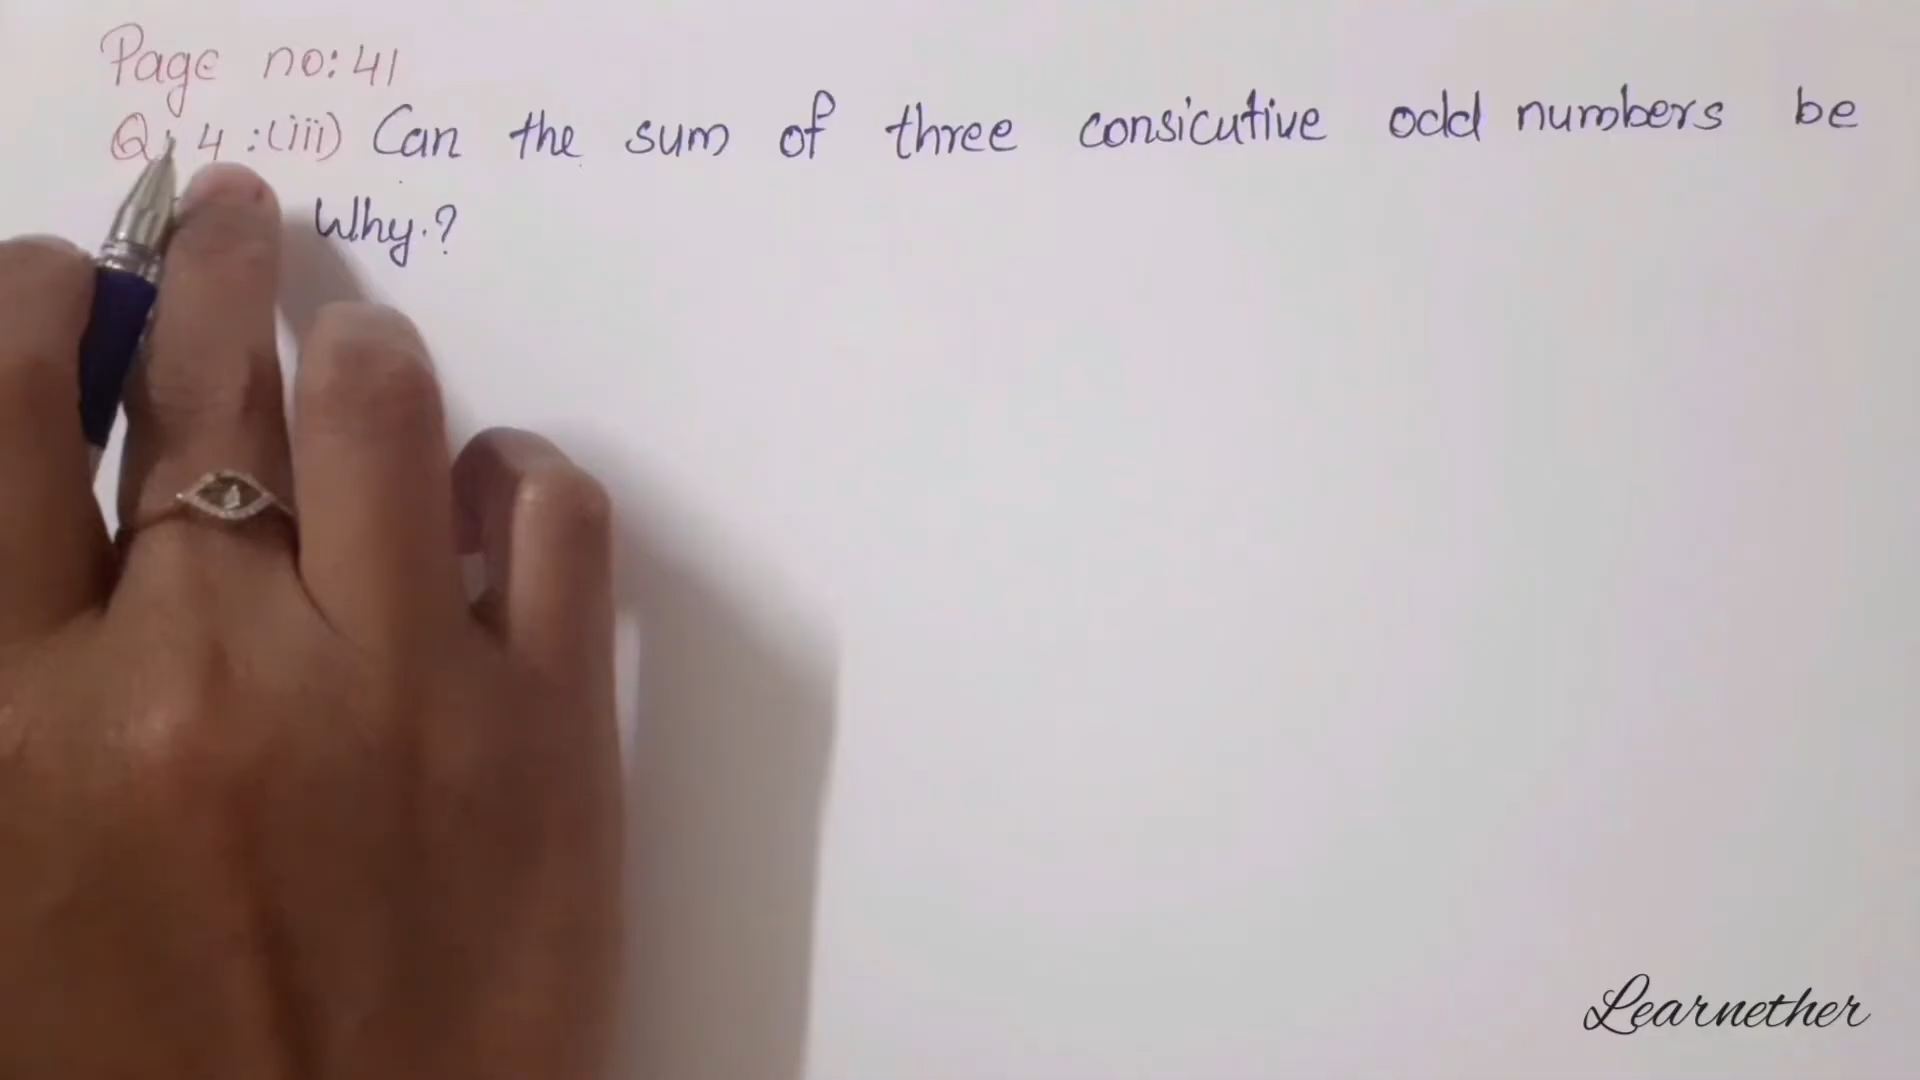 Page no: 41
Q: 4 :(iii) Can the sum of three consicutive odd numbers be
Why.?
Learnether